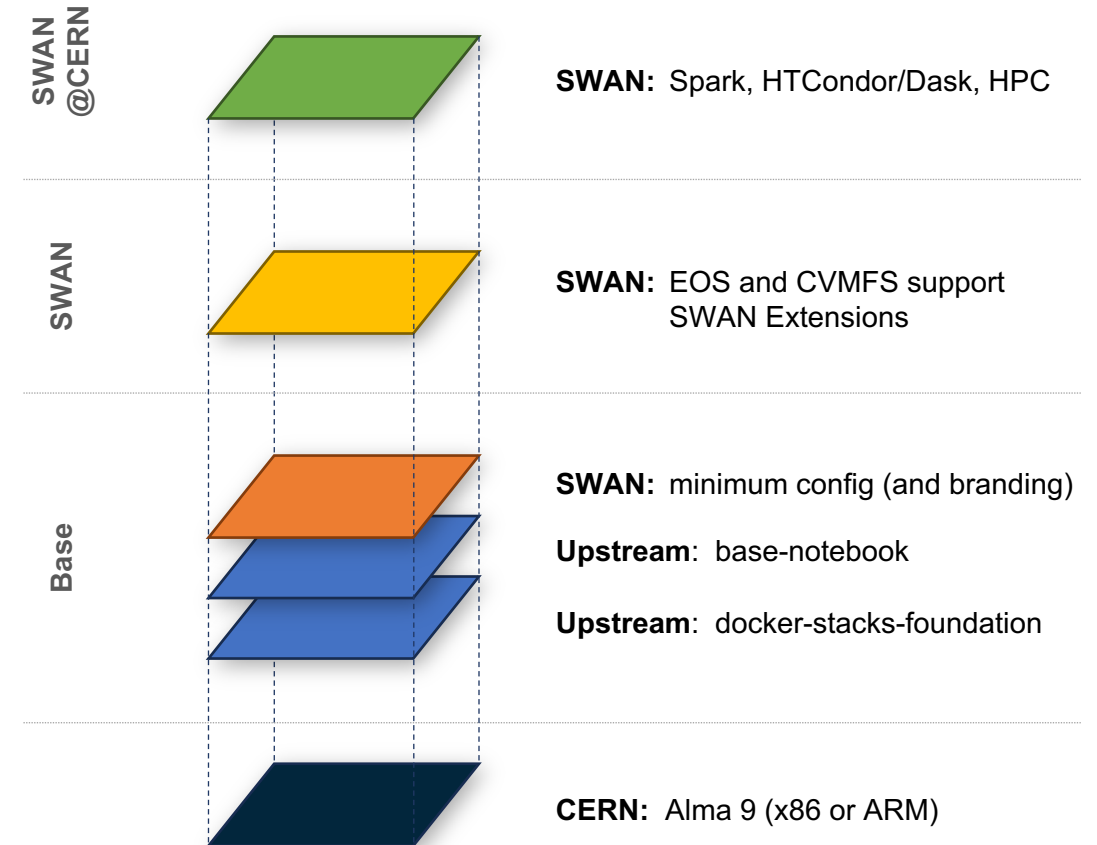 SWAN
@CERN
SWAN: Spark, HTCondor/Dask, HPC
SWAN
SWAN: EOS and CVMFS support
SWAN Extensions
Base
SWAN: minimum config (and branding)
Upstream: base-notebook
Upstream: docker-stacks-foundation
CERN: Alma 9 (x86 or ARM)